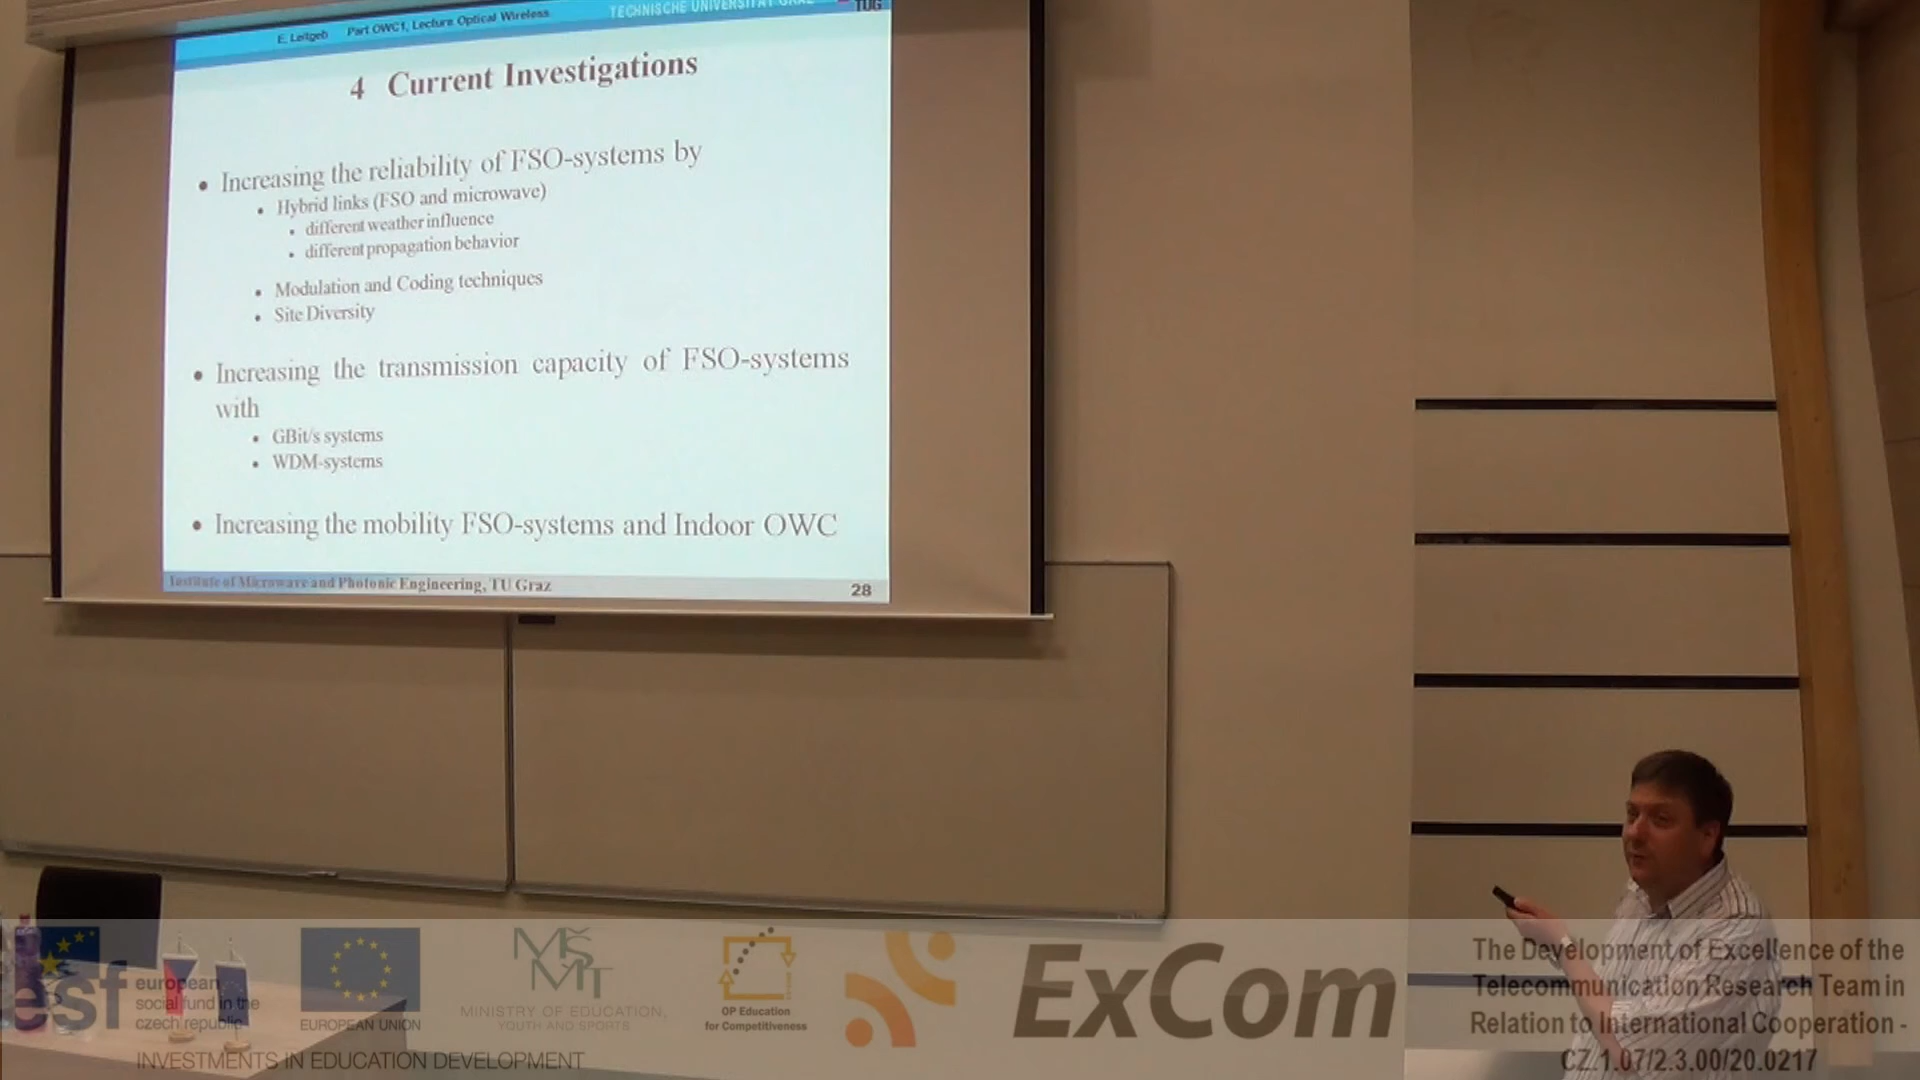 E. Leitgeb Part OWC1, Lecture Optical Wireless
TECHNISCHE UNIVERSITÄT GRAZ
TUG
4 Current Investigations
• Increasing the reliability of FSO-systems by
• Hybrid links (FSO and microwave)
• different weather influence
• different propagation behavior
• Modulation and Coding techniques
• Site Diversity
• Increasing the transmission capacity of FSO-systems
with
• GBit/s systems
• WDM-systems
• Increasing the mobility FSO-systems and Indoor OWC
Institute of Microwave and Photonic Engineering, TU Graz
28
esf
european
social fund in the
czech republic
EUROPEAN UNION
MŠMT
MINISTRY OF EDUCATION,
YOUTH AND SPORTS
OP Education
for Competitiveness
INVESTMENTS IN EDUCATION DEVELOPMENT
ExCom
The Development of Excellence of the
Telecommunication Research Team in
Relation to International Cooperation -
CZ.1.07/2.3.00/20.0217